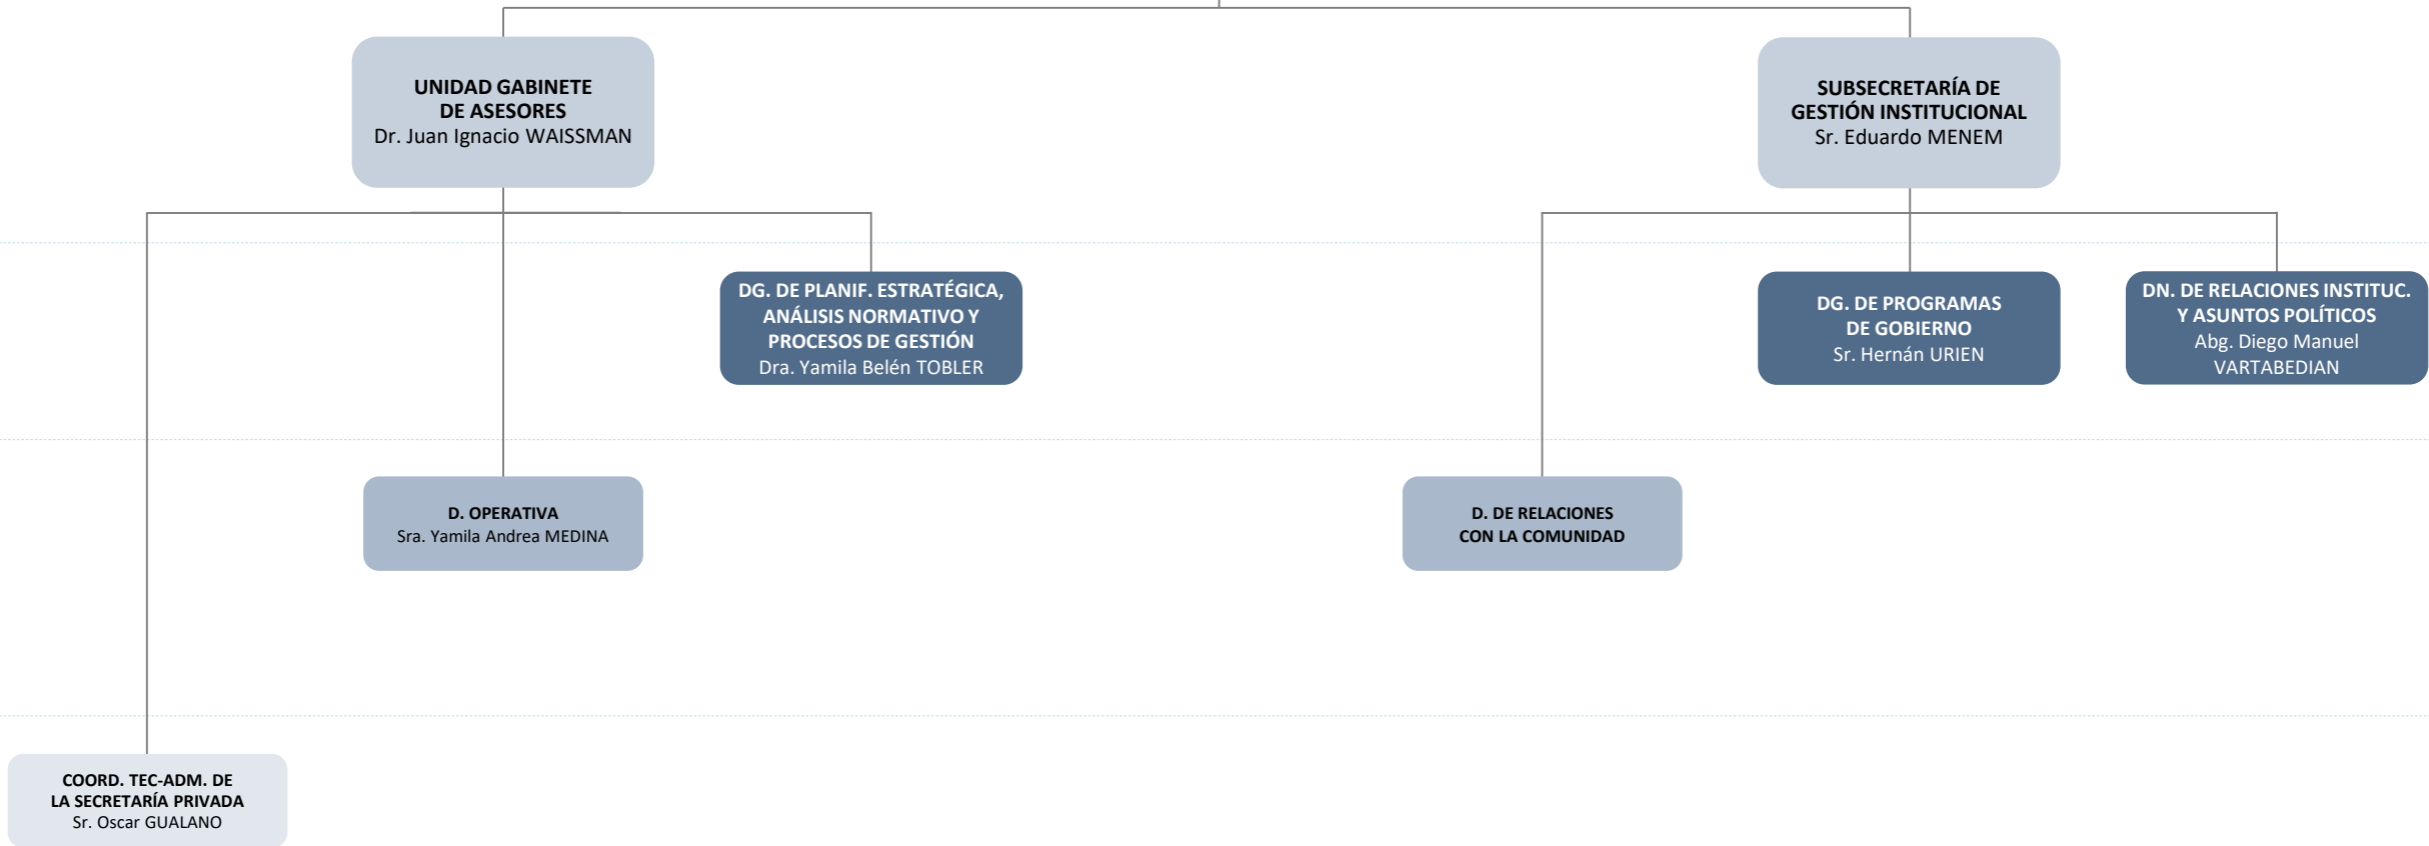 UNIDAD GABINETE
DE ASESORES
Dr. Juan Ignacio WAISSMAN
SUBSECRETARÍA DE
GESTIÓN INSTITUCIONAL
Sr. Eduardo MENEM
DG. DE PLANIF. ESTRATÉGICA,
ANÁLISIS NORMATIVO Y
PROCESOS DE GESTIÓN
Dra. Yamila Belén TOBLER
DG. DE PROGRAMAS
DE GOBIERNO
Sr. Hernán URIEN
DN. DE RELACIONES INSTITUC.
Y ASUNTOS POLÍTICOS
Abg. Diego Manuel
VARTABEDIAN
D. OPERATIVA
Sra. Yamila Andrea MEDINA
D. DE RELACIONES
CON LA COMUNIDAD
COORD. TEC-ADM. DE
LA SECRETARÍA PRIVADA
Sr. Oscar GUALANO